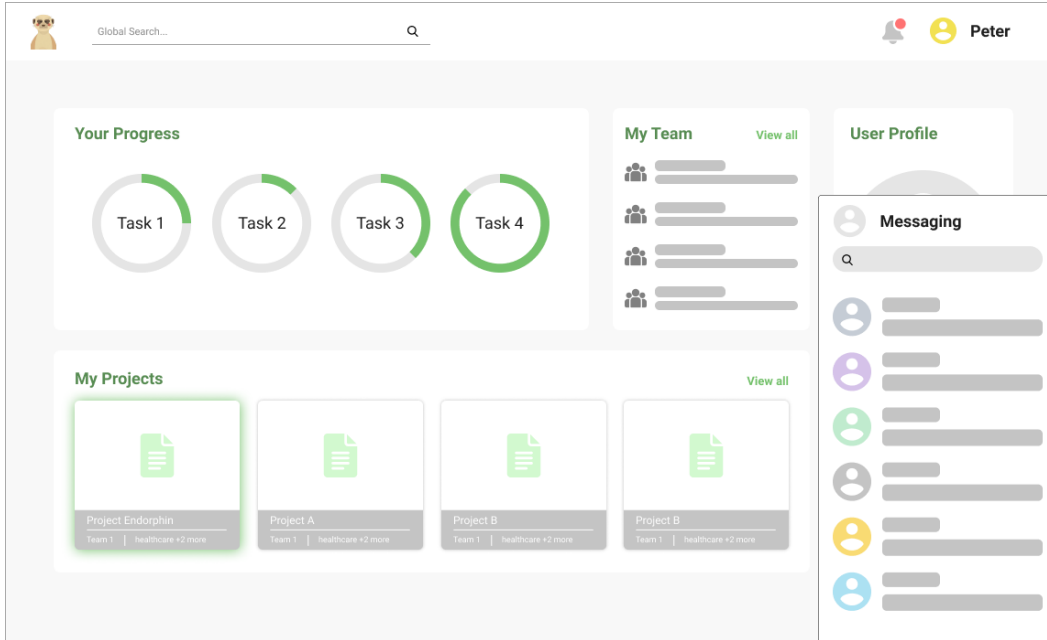 Global Search...
Peter
Your Progress
Task 1
Task 2
Task 3
Task 4
My Team
View all
User Profile
Messaging
My Projects
View all
Project Endorphin
Team 1 | healthcare +2 more
Project A
Team 1 | healthcare +2 more
Project B
Team 1 | healthcare +2 more
Project B
Team 1 | healthcare +2 more